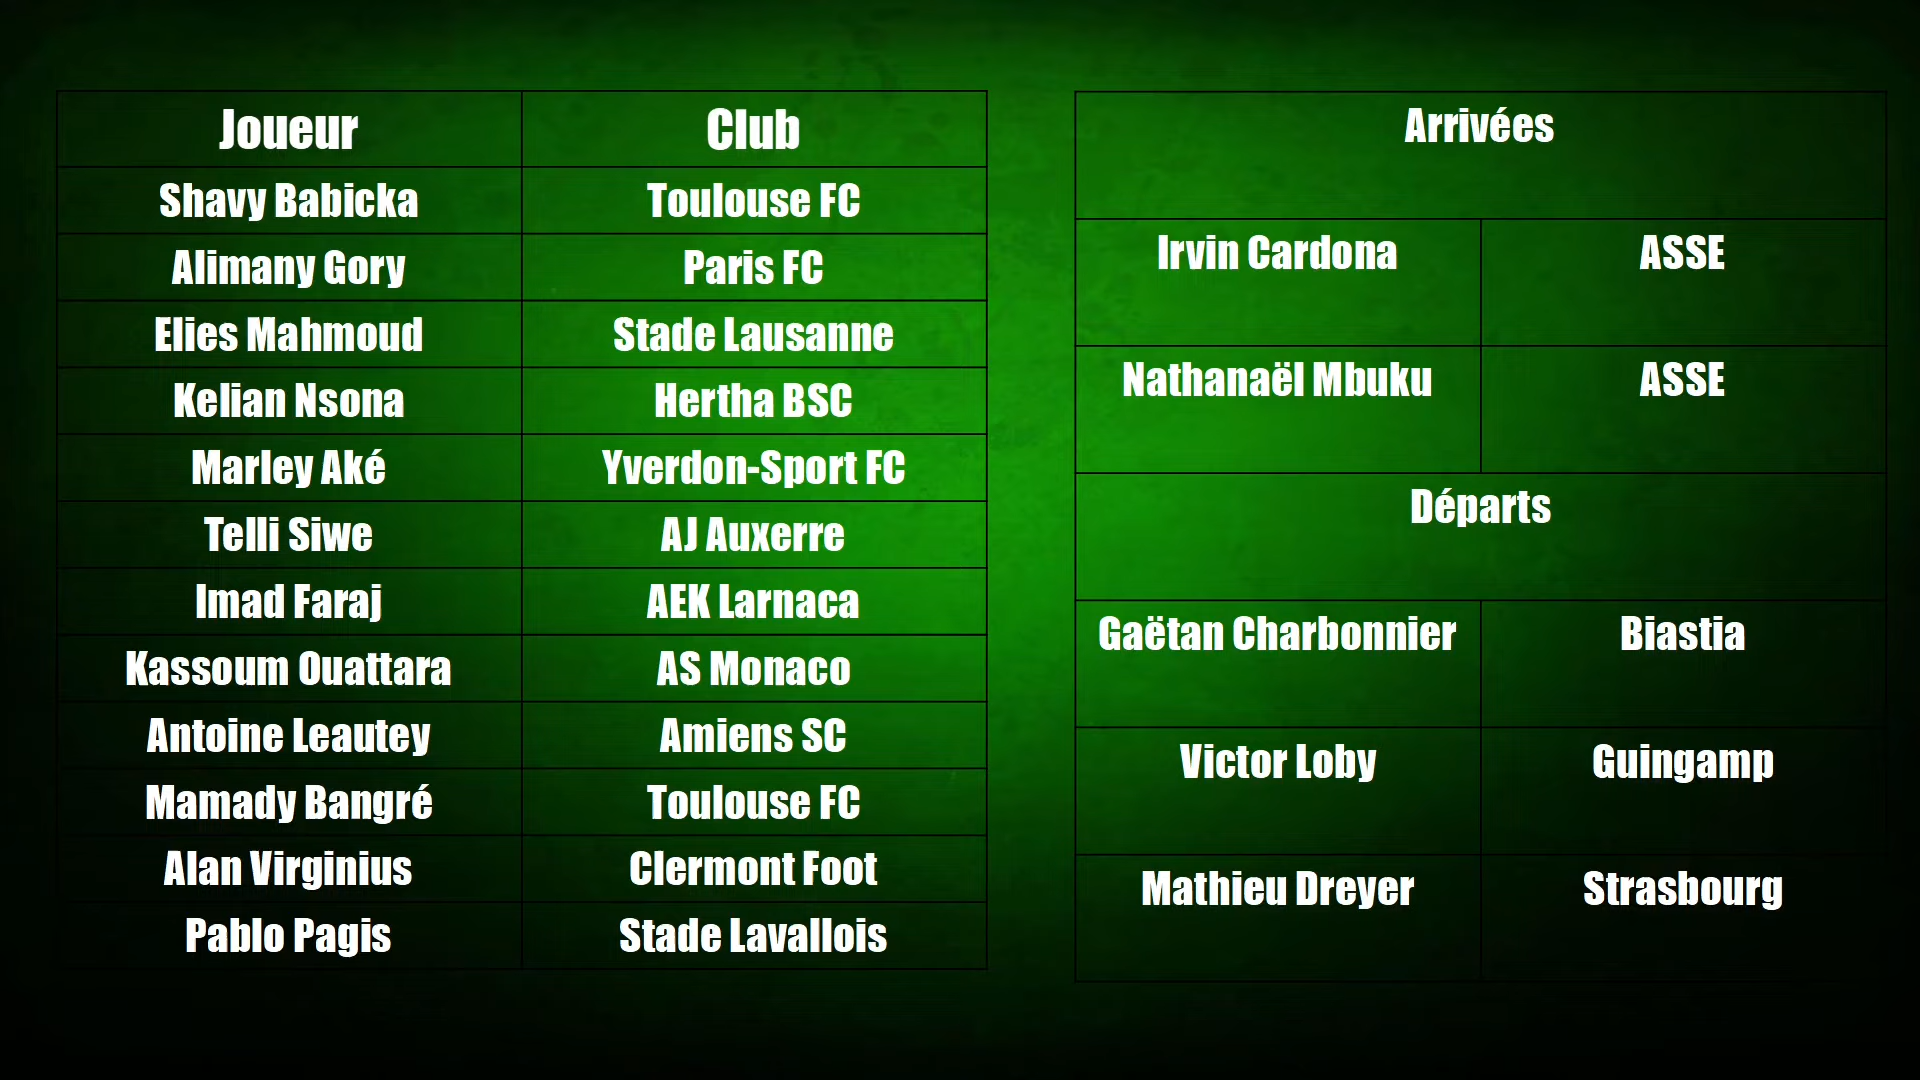 Joueur Club
Shavy Babicka Toulouse FC
Alimany Gory Paris FC
Elies Mahmoud Stade Lausanne
Kelian Nsona Hertha BSC
Marley Aké Yverdon-Sport FC
Telli Siwe AJ Auxerre
Imad Faraj AEK Larnaca
Kassoum Ouattara AS Monaco
Antoine Leautey Amiens SC
Mamady Bangré Toulouse FC
Alan Virginius Clermont Foot
Pablo Pagis Stade Lavallois
Arrivées
Irvin Cardona ASSE
Nathanaël Mbuku ASSE
Départs
Gaëtan Charbonnier Biastia
Victor Loby Guingamp
Mathieu Dreyer Strasbourg